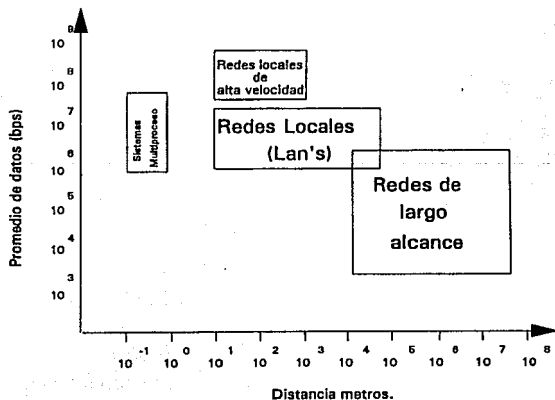 Promedio de datos (bps)
10 9
10 8
10 7
10 6
10 5
10 4
10 3
Sistemas
Multiproceso
Redes locales
de
alta velocidad
Redes Locales
(Lan's)
Redes de
largo
alcance
10 -1
10 0
10 1
10 2
10 3
10 4
10 5
10 6
10 7
10 8
Distancia metros.